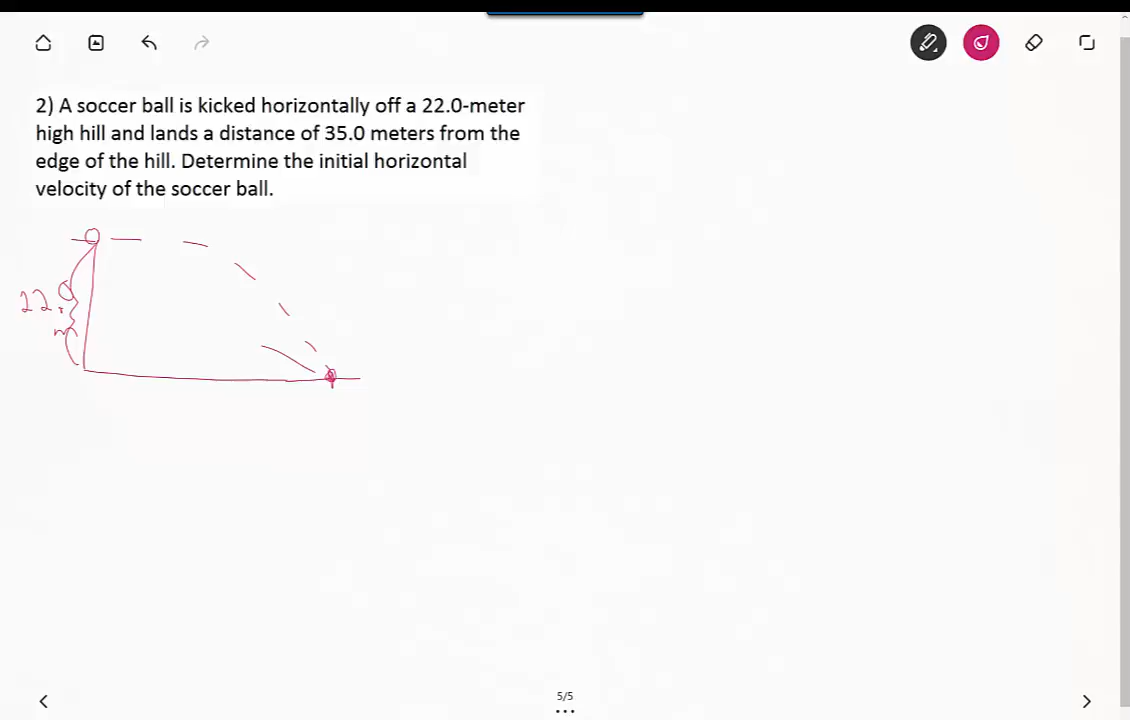 2) A soccer ball is kicked horizontally off a 22.0-meter
high hill and lands a distance of 35.0 meters from the
edge of the hill. Determine the initial horizontal
velocity of the soccer ball.
22.0
m
5/5